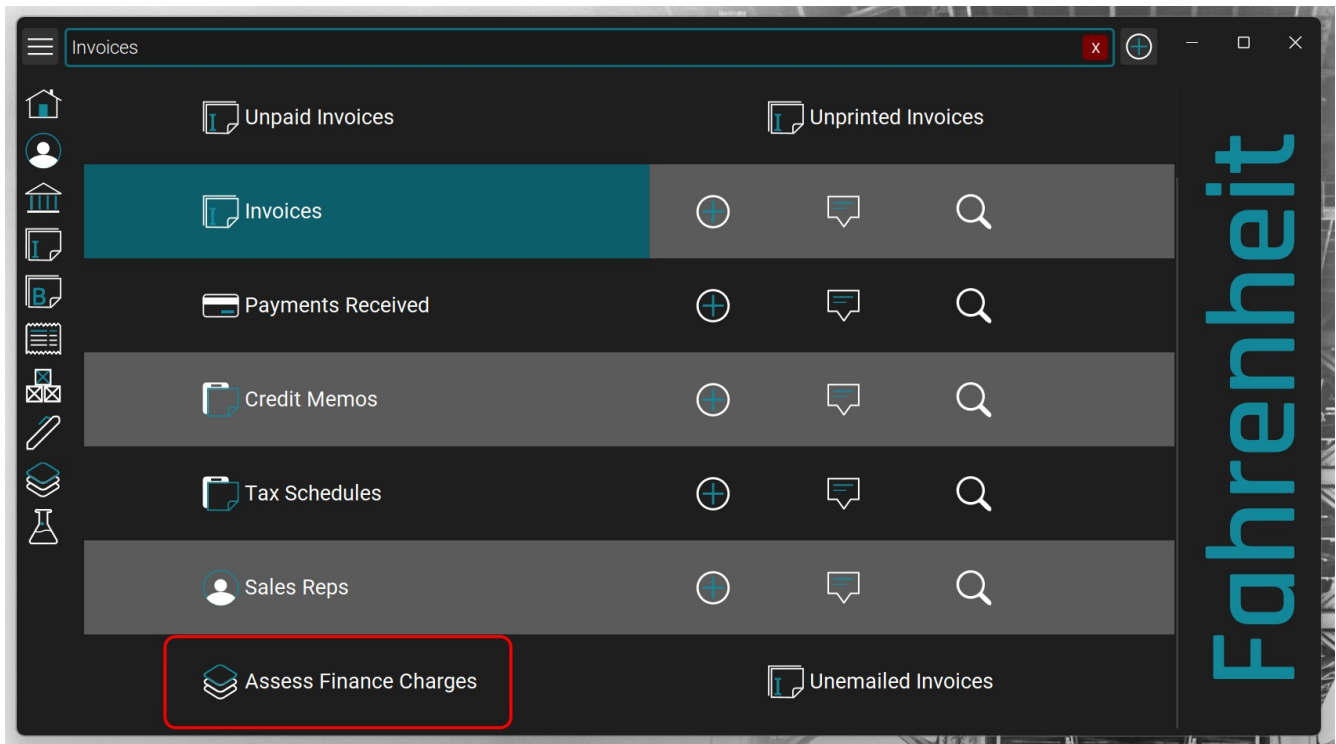 Invoices
x
Unpaid Invoices
Unprinted Invoices
I
I
Invoices
I
I
Payments Received
B
Credit Memos
Tax Schedules
Sales Reps
Assess Finance Charges
Unemailed Invoices
I
Fahrenheit